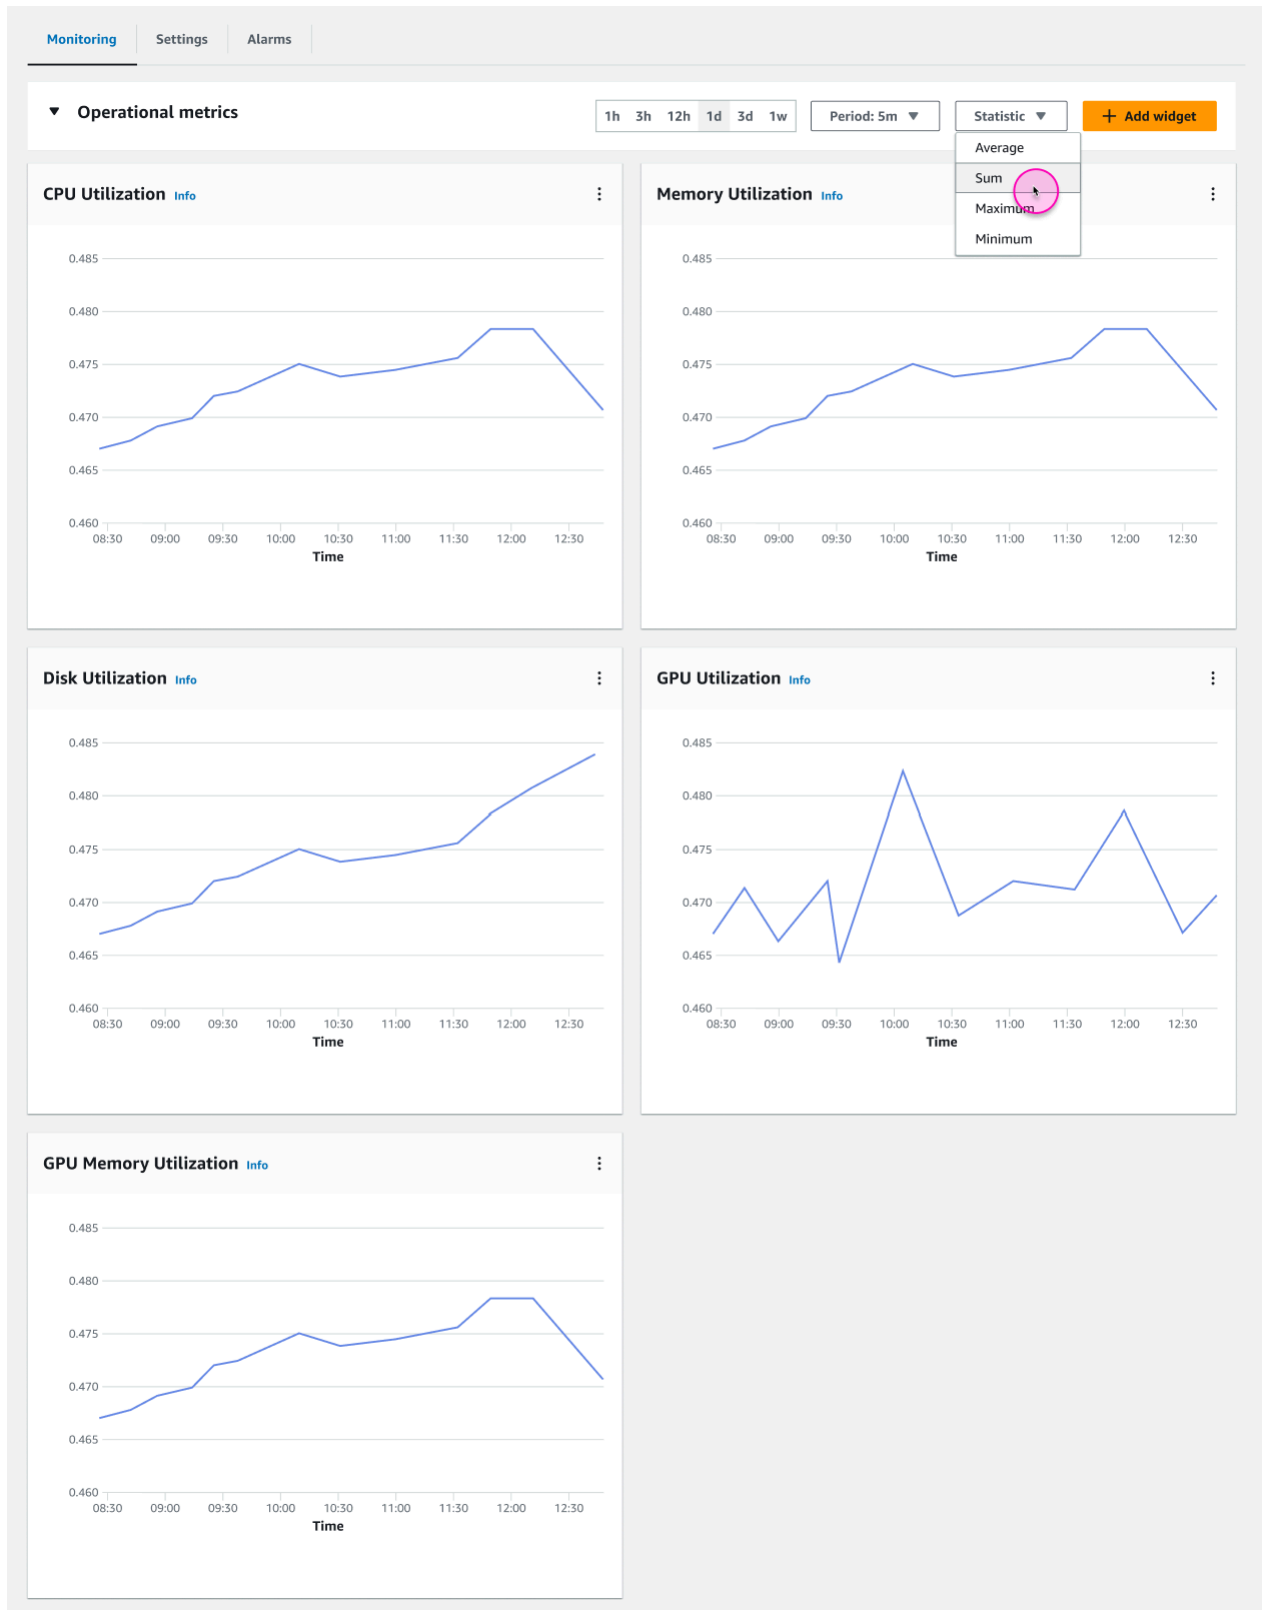 Monitoring Settings Alarms
Operational metrics 1h 3h 12h 1d 3d 1w Period: 5m Statistic + Add widget
Average
Sum
Maximum
Minimum
CPU Utilization Info
0.485
0.480
0.475
0.470
0.465
0.460
08:30 09:00 09:30 10:00 10:30 11:00 11:30 12:00 12:30
Time
Memory Utilization Info
0.485
0.480
0.475
0.470
0.465
0.460
08:30 09:00 09:30 10:00 10:30 11:00 11:30 12:00 12:30
Time
Disk Utilization Info
0.485
0.480
0.475
0.470
0.465
0.460
08:30 09:00 09:30 10:00 10:30 11:00 11:30 12:00 12:30
Time
GPU Utilization Info
0.485
0.480
0.475
0.470
0.465
0.460
08:30 09:00 09:30 10:00 10:30 11:00 11:30 12:00 12:30
Time
GPU Memory Utilization Info
0.485
0.480
0.475
0.470
0.465
0.460
08:30 09:00 09:30 10:00 10:30 11:00 11:30 12:00 12:30
Time